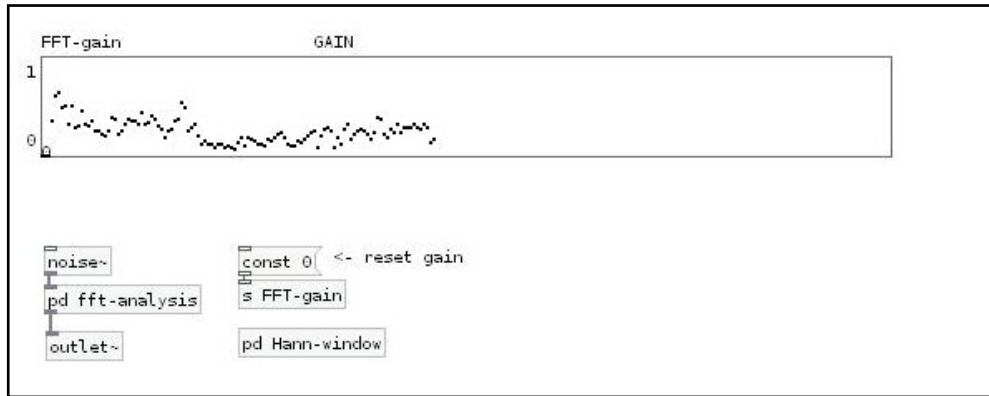 FFT-gain GAIN
1
0
0
noise~ const 0 <- reset gain
pd fft-analysis s FFT-gain
outlet~ pd Hann-window